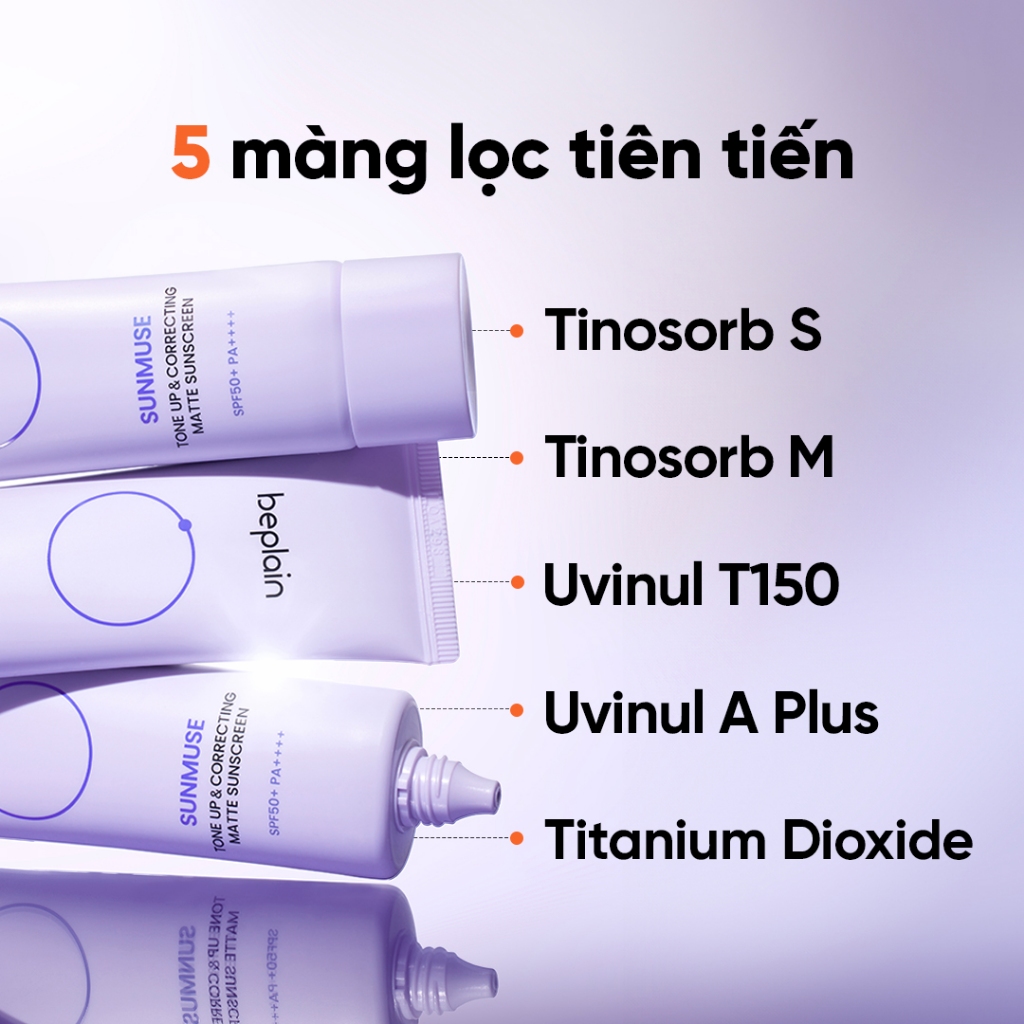 5 màng lọc tiên tiến
SUNMUSE
TONE UP & CORRECTING
MATTE SUNSCREEN
SPF50+ PA++++
Tinosorb S
Tinosorb M
beplain
Uvinul T150
Uvinul A Plus
SUNMUSE
TONE UP & CORRECTING
MATTE SUNSCREEN
SPF50+ PA++++
Titanium Dioxide